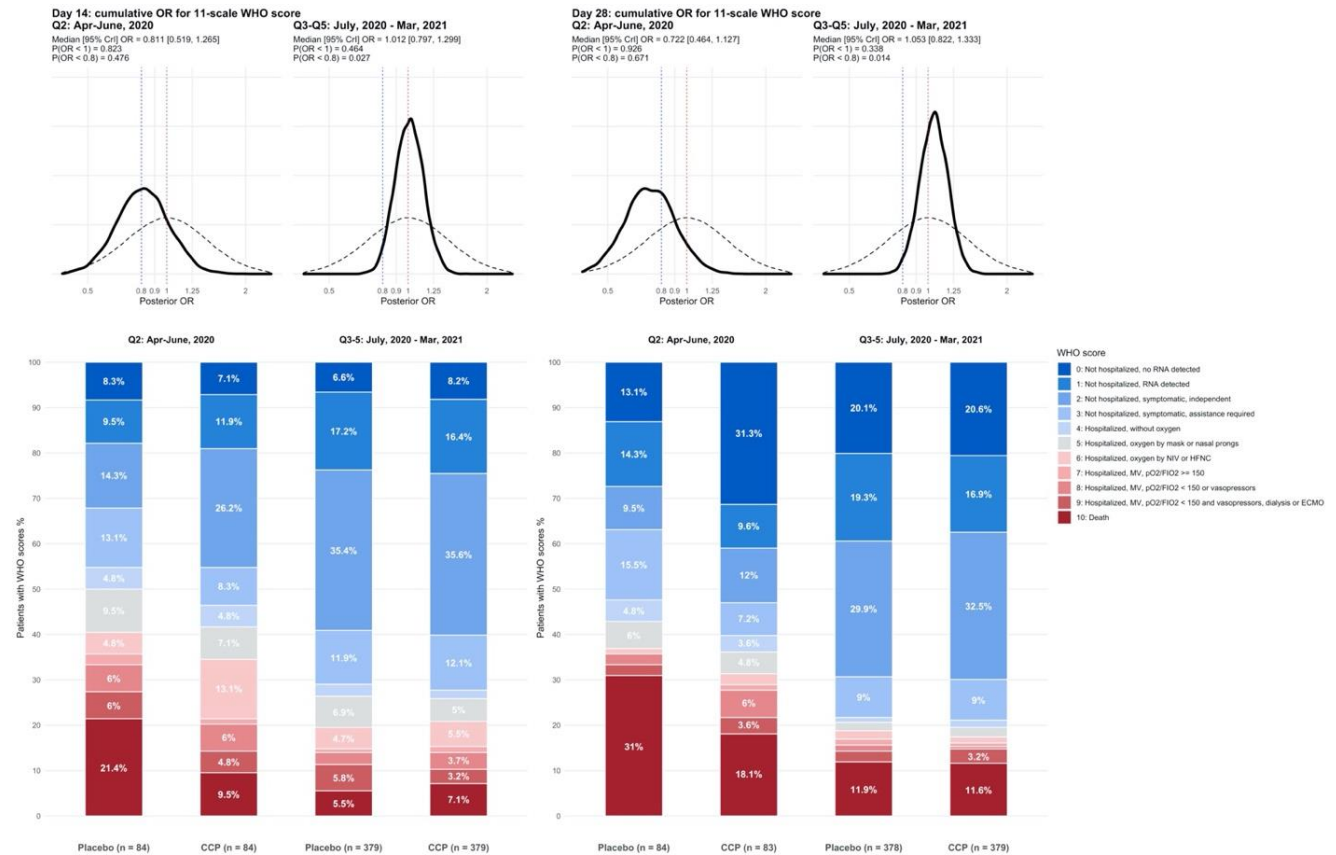 Day 14: cumulative OR for 11-scale WHO score
Q2: Apr-June, 2020
Median [95% CrI] OR = 0.811 [0.519, 1.265]
P(OR < 1) = 0.823
P(OR < 0.8) = 0.476
Q3-Q5: July, 2020 - Mar, 2021
Median [95% CrI] OR = 1.012 [0.797, 1.299]
P(OR < 1) = 0.464
P(OR < 0.8) = 0.027
Day 28: cumulative OR for 11-scale WHO score
Q2: Apr-June, 2020
Median [95% CrI] OR = 0.722 [0.464, 1.127]
P(OR < 1) = 0.926
P(OR < 0.8) = 0.671
Q3-Q5: July, 2020 - Mar, 2021
Median [95% CrI] OR = 1.053 [0.822, 1.333]
P(OR < 1) = 0.338
P(OR < 0.8) = 0.014
0.5 0.8 0.9 1 1.25 2
Posterior OR
0.5 0.8 0.9 1 1.25 2
Posterior OR
0.5 0.8 0.9 1 1.25 2
Posterior OR
0.5 0.8 0.9 1 1.25 2
Posterior OR
Patients with WHO scores %
100
90
80
70
60
50
40
30
20
10
0
Q2: Apr-June, 2020
8.3%
9.5%
14.3%
13.1%
4.8%
9.5%
4.8%
6%
6%
21.4%
Placebo (n = 84)
7.1%
11.9%
26.2%
8.3%
4.8%
7.1%
13.1%
6%
4.8%
9.5%
CCP (n = 84)
Q3-5: July, 2020 - Mar, 2021
6.6%
17.2%
35.4%
11.9%
6.9%
4.7%
5.8%
5.5%
Placebo (n = 379)
8.2%
16.4%
35.6%
12.1%
5%
5.5%
3.7%
3.2%
7.1%
CCP (n = 379)
Patients with WHO scores %
100
90
80
70
60
50
40
30
20
10
0
Q2: Apr-June, 2020
13.1%
14.3%
9.5%
15.5%
4.8%
6%
31%
Placebo (n = 84)
31.3%
9.6%
12%
7.2%
3.6%
4.8%
6%
3.6%
18.1%
CCP (n = 83)
Q3-5: July, 2020 - Mar, 2021
20.1%
19.3%
29.9%
9%
11.9%
Placebo (n = 378)
20.6%
16.9%
32.5%
9%
3.2%
11.6%
CCP (n = 379)
WHO score
0: Not hospitalized, no RNA detected
1: Not hospitalized, RNA detected
2: Not hospitalized, symptomatic, independent
3: Not hospitalized, symptomatic, assistance required
4: Hospitalized, without oxygen
5: Hospitalized, oxygen by mask or nasal prongs
6: Hospitalized, oxygen by NIV or HFNC
7: Hospitalized, MV, pO2/FIO2 >= 150
8: Hospitalized, MV, pO2/FIO2 < 150 or vasopressors
9: Hospitalized, MV, pO2/FIO2 < 150 and vasopressors, dialysis or ECMO
10: Death